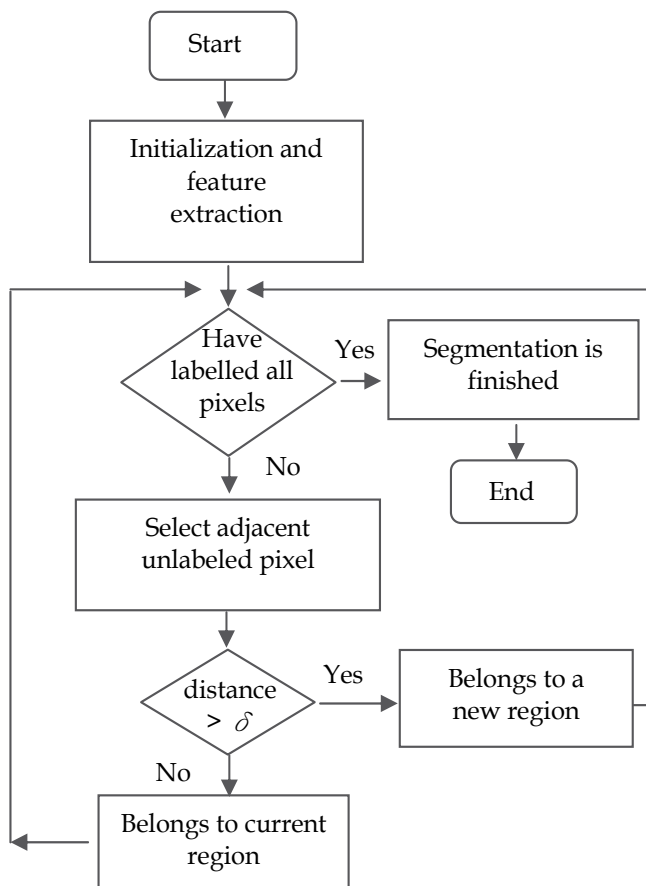 Start
Initialization and
feature
extraction
Have
labelled all
pixels
Yes
Segmentation is
finished
No
End
Select adjacent
unlabeled pixel
distance
> δ
Yes
Belongs to a
new region
No
Belongs to current
region